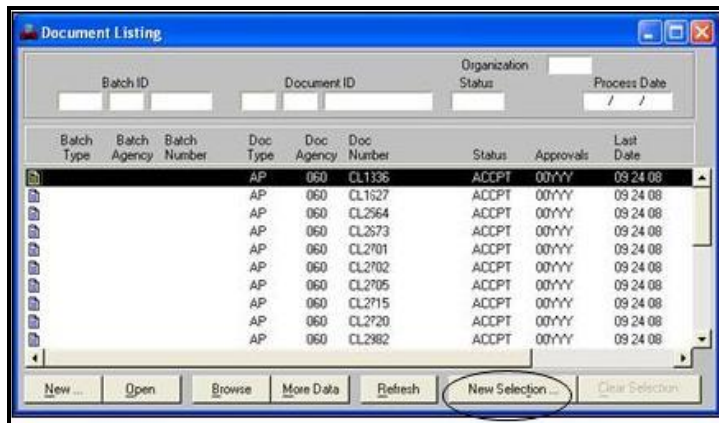 Document Listing
Organization
Batch ID Document ID Status Process Date
/ /
Batch Batch Batch Doc Doc Doc Last
Type Agency Number Type Agency Number Status Approvals Date
AP 060 CL1336 ACCPT 00YYY 09 24 08
AP 060 CL1627 ACCPT 00YYY 09 24 08
AP 060 CL2564 ACCPT 00YYY 09 24 08
AP 060 CL2673 ACCPT 00YYY 09 24 08
AP 060 CL2701 ACCPT 00YYY 09 24 08
AP 060 CL2702 ACCPT 00YYY 09 24 08
AP 060 CL2705 ACCPT 00YYY 09 24 08
AP 060 CL2715 ACCPT 00YYY 09 24 08
AP 060 CL2720 ACCPT 00YYY 09 24 08
AP 060 CL2982 ACCPT 00YYY 09 24 08
New ... Open Browse More Data Refresh New Selection ... Clear Selection